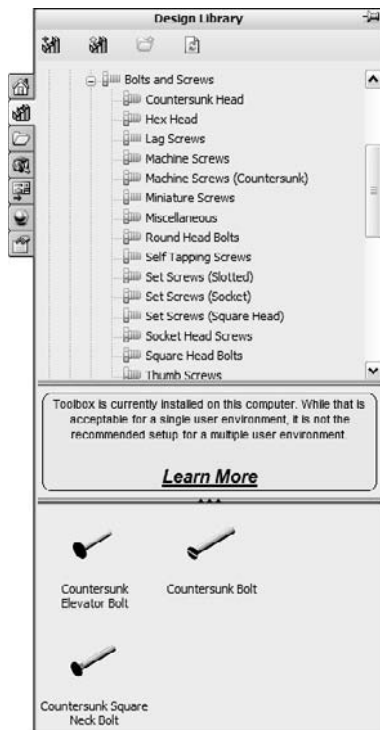 Design Library
Bolts and Screws
Countersunk Head
Hex Head
Lag Screws
Machine Screws
Machine Screws (Countersunk)
Miniature Screws
Miscellaneous
Round Head Bolts
Self Tapping Screws
Set Screws (Slotted)
Set Screws (Socket)
Set Screws (Square Head)
Socket Head Screws
Square Head Bolts
Thumb Screws
Toolbox is currently installed on this computer. While that is
acceptable for a single user environment, it is not the
recommended setup for a multiple user environment.
Learn More
Countersunk
Elevator Bolt
Countersunk Bolt
Countersunk Square
Neck Bolt